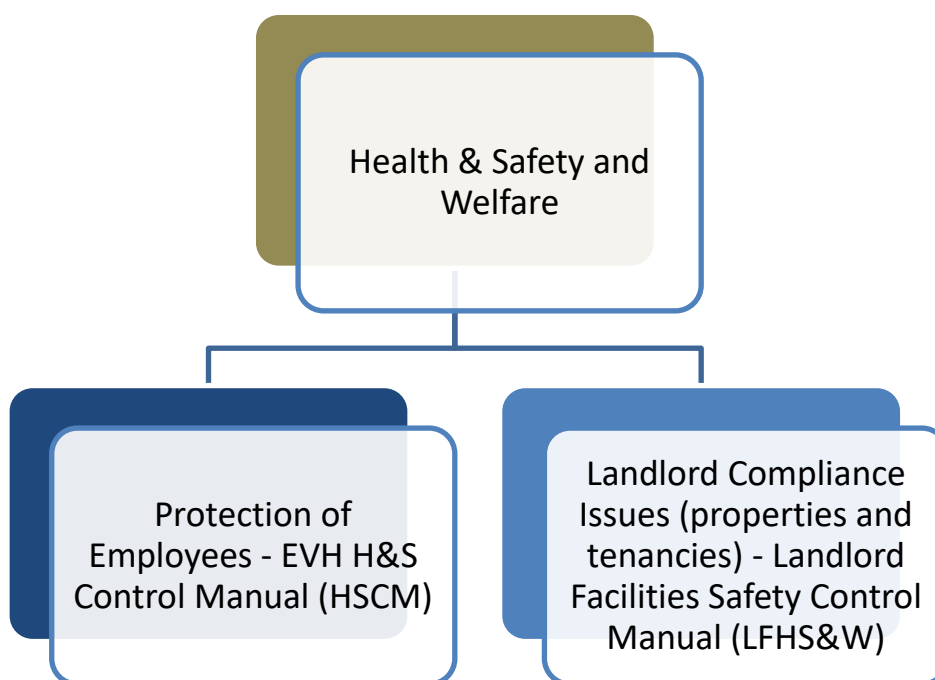 Health & Safety and
Welfare
Protection of
Employees - EVH H&S
Control Manual (HSCM)
Landlord Compliance
Issues (properties and
tenancies) - Landlord
Facilities Safety Control
Manual (LFHS&W)